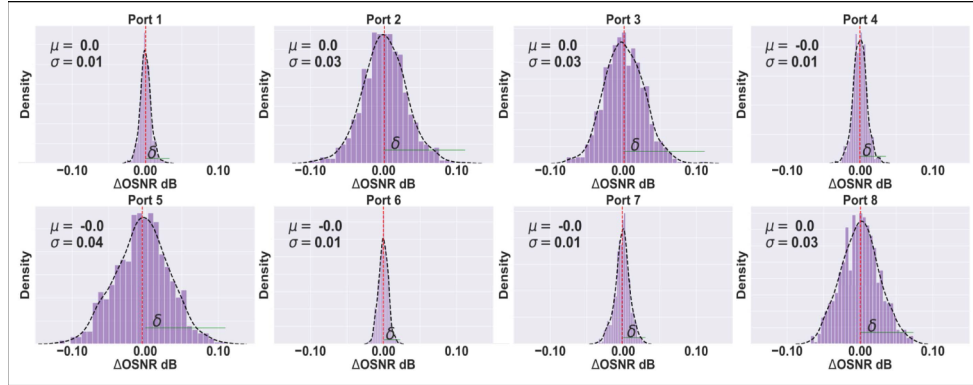 Port 1
μ = 0.0
σ = 0.01
δ
Density
−0.10 0.00 0.10
ΔOSNR dB
Port 2
μ = 0.0
σ = 0.03
δ
Density
−0.10 0.00 0.10
ΔOSNR dB
Port 3
μ = 0.0
σ = 0.03
δ
Density
−0.10 0.00 0.10
ΔOSNR dB
Port 4
μ = -0.0
σ = 0.01
δ
Density
−0.10 0.00 0.10
ΔOSNR dB
Port 5
μ = -0.0
σ = 0.04
δ
Density
−0.10 0.00 0.10
ΔOSNR dB
Port 6
μ = -0.0
σ = 0.01
δ
Density
−0.10 0.00 0.10
ΔOSNR dB
Port 7
μ = -0.0
σ = 0.01
δ
Density
−0.10 0.00 0.10
ΔOSNR dB
Port 8
μ = 0.0
σ = 0.03
δ
Density
−0.10 0.00 0.10
ΔOSNR dB